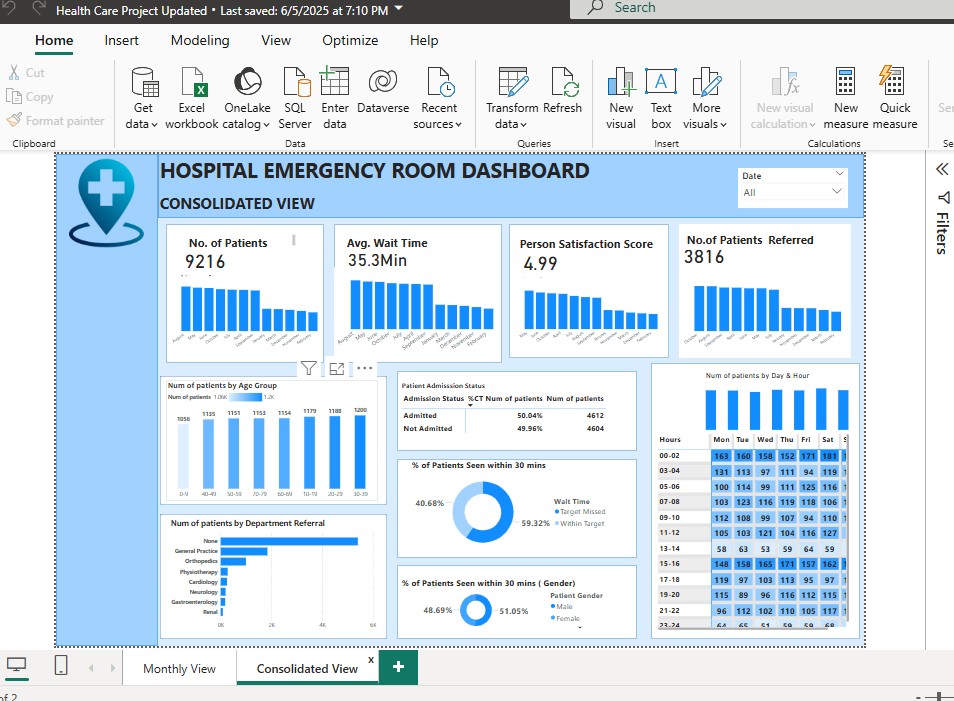 Health Care Project Updated • Last saved: 6/5/2025 at 7:10 PM
Search
Home Insert Modeling View Optimize Help
Cut
Copy
Format painter
Clipboard
Get data
Excel workbook
OneLake catalog
SQL Server
Enter data
Dataverse
Recent sources
Data
Transform data
Refresh
Queries
New visual
Text box
More visuals
Insert
New visual calculation
New measure
Quick measure
Calculations
HOSPITAL EMERGENCY ROOM DASHBOARD
CONSOLIDATED VIEW
Date
All
Filters
No. of Patients
9216
Avg. Wait Time
35.3Min
Person Satisfaction Score
4.99
No.of Patients Referred
3816
Num of patients by Age Group
Num of patients 1.06K 1.2K
1056 1135 1151 1153 1154 1179 1188 1200
0-9 40-49 50-59 70-79 60-69 10-19 20-29 30-39
Patient Admisssion Status
Admission Status %CT Num of patients Num of patients
Admitted 50.04% 4612
Not Admitted 49.96% 4604
% of Patients Seen within 30 mins
40.68%
59.32%
Wait Time
Target Missed
Within Target
% of Patients Seen within 30 mins ( Gender)
48.69%
51.05%
Patient Gender
Male
Female
Num of patients by Department Referral
None
General Practice
Orthopedics
Physiotherapy
Cardiology
Neurology
Gastroenterology
Renal
0K 2K 4K 6K
Num of patients by Day & Hour
Hours Mon Tue Wed Thu Fri Sat S
00-02 163 160 158 152 171 181
03-04 131 113 97 111 94 119
05-06 100 114 99 111 125 116
07-08 103 123 116 119 118 106
09-10 112 108 99 107 94 110
11-12 105 103 121 104 116 127
13-14 58 63 53 59 64 59
15-16 148 158 165 171 157 162
17-18 119 97 103 113 95 97
19-20 115 89 96 116 112 115
21-22 96 112 102 110 105 117
23-24 64 65 51 59 59 68
Monthly View
Consolidated View x
+
of 2